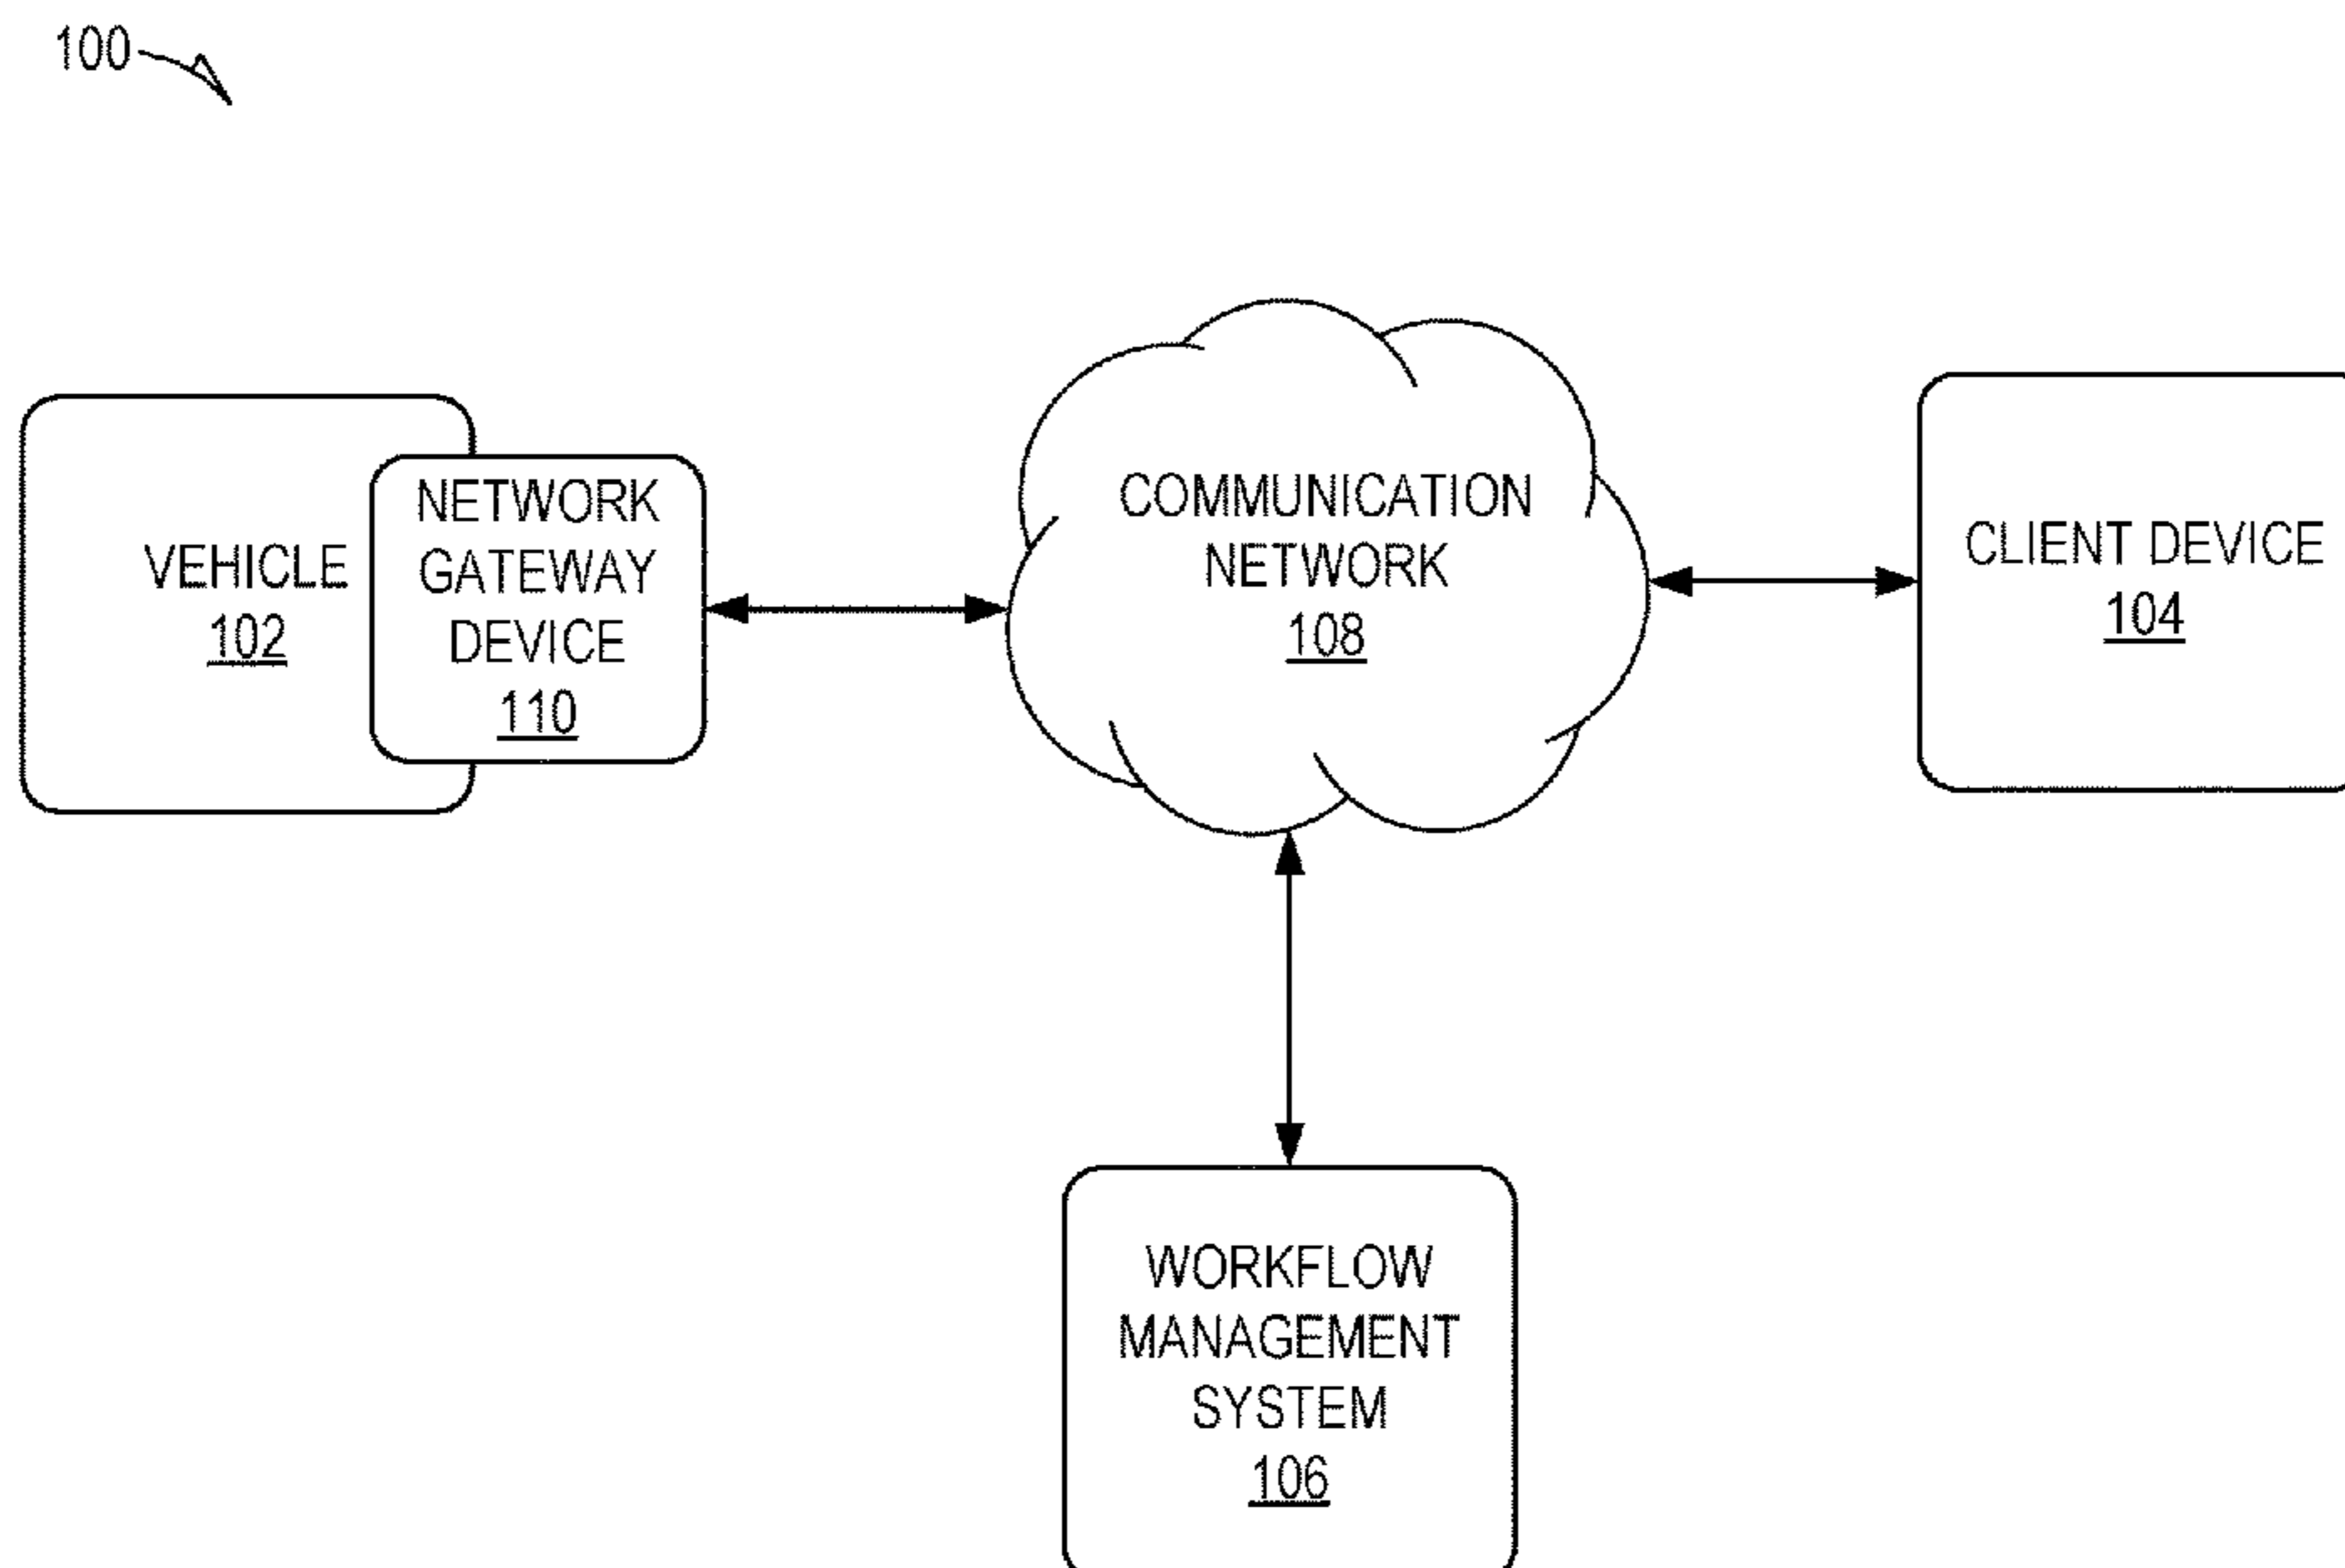 100
VEHICLE
102
NETWORK
GATEWAY
DEVICE
110
COMMUNICATION
NETWORK
108
CLIENT DEVICE
104
WORKFLOW
MANAGEMENT
SYSTEM
106